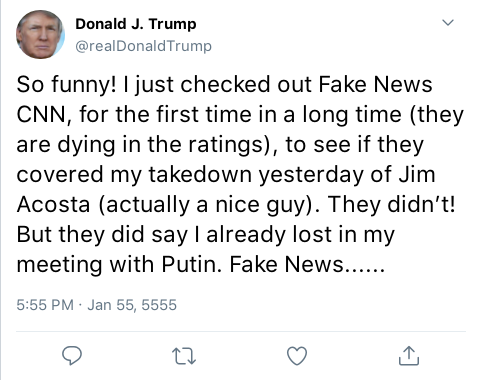 Donald J. Trump
@realDonaldTrump
So funny! I just checked out Fake News
CNN, for the first time in a long time (they
are dying in the ratings), to see if they
covered my takedown yesterday of Jim
Acosta (actually a nice guy). They didn’t!
But they did say I already lost in my
meeting with Putin. Fake News......
5:55 PM · Jan 55, 5555